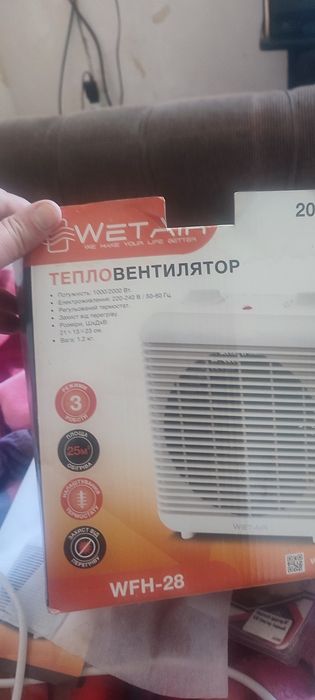 20
WETAIR
WE MAKE YOUR LIFE BETTER
ТЕПЛОВЕНТИЛЯТОР
• Потужність: 1000/2000 Вт.
• Електроживлення: 220-240 В / 50-60 Гц.
• Регульований термостат.
• Захист від перегріву.
• Розміри, ШхДхВ:
21 × 13 × 23 см.
• Вага: 1.2 кг.
РЕЖИМИ
3
РОБОТИ
ПЛОЩА
25м²
ОБІГРІВУ
НАЛАШТУВАННЯ
ТЕРМОСТАТУ
ЗАХИСТ ВІД
ПЕРЕГРІВУ
WETAIR
WFH-28